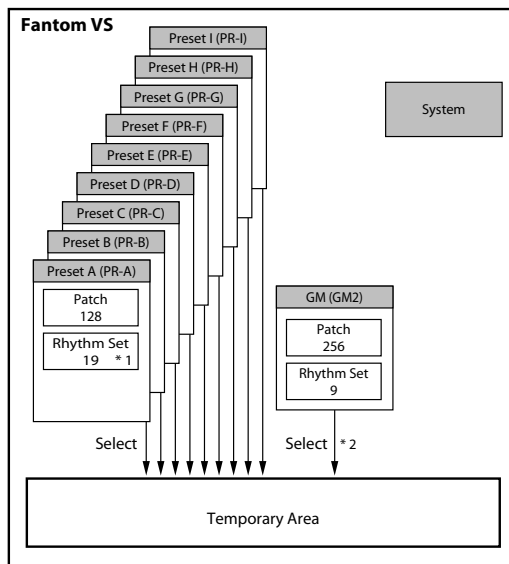 Fantom VS
Preset I (PR-I)
Preset H (PR-H)
Preset G (PR-G)
Preset F (PR-F)
Preset E (PR-E)
Preset D (PR-D)
Preset C (PR-C)
Preset B (PR-B)
Preset A (PR-A)
Patch
128
Rhythm Set
19 * 1
System
GM (GM2)
Patch
256
Rhythm Set
9
Select
Select * 2
Temporary Area